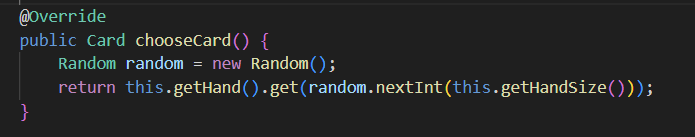 @Override
public Card chooseCard() {
    Random random = new Random();
    return this.getHand().get(random.nextInt(this.getHandSize()));
}